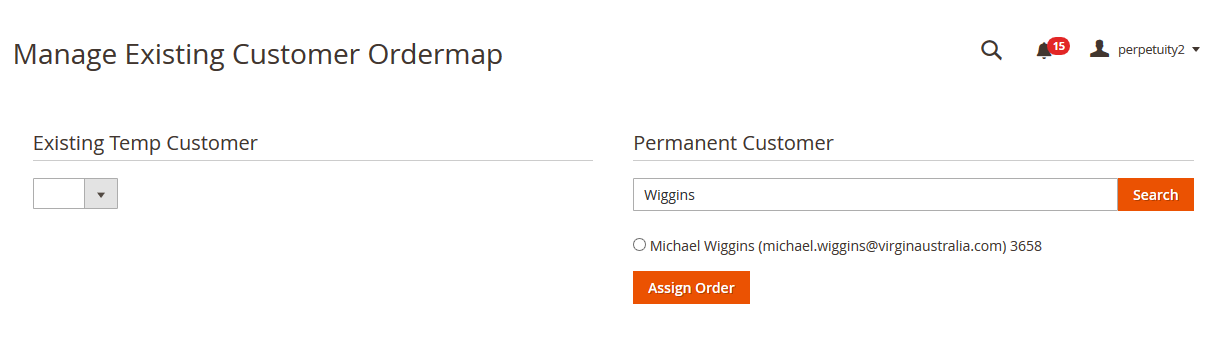 Manage Existing Customer Ordermap
15
perpetuity2
Existing Temp Customer
Permanent Customer
Wiggins
Search
Michael Wiggins (michael.wiggins@virginaustralia.com) 3658
Assign Order